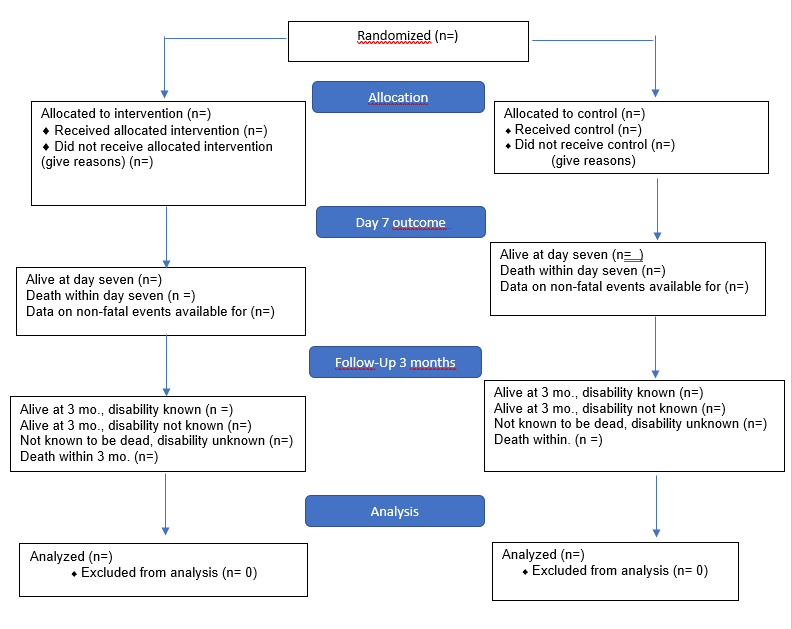 Randomized (n=)
Allocation
Allocated to intervention (n=)
♦ Received allocated intervention (n=)
♦ Did not receive allocated intervention
(give reasons) (n=)
Allocated to control (n=)
♦ Received control (n=)
♦ Did not receive control (n=)
(give reasons)
Day 7 outcome
Alive at day seven (n=)
Death within day seven (n =)
Data on non-fatal events available for (n=)
Alive at day seven (n=_)
Death within day seven (n=)
Data on non-fatal events available for (n=)
Follow-Up 3 months
Alive at 3 mo., disability known (n =)
Alive at 3 mo., disability not known (n=)
Not known to be dead, disability unknown (n=)
Death within 3 mo. (n=)
Alive at 3 mo., disability known (n=)
Alive at 3 mo., disability not known (n=)
Not known to be dead, disability unknown (n=)
Death within. (n =)
Analysis
Analyzed (n=)
♦ Excluded from analysis (n= 0)
Analyzed (n=)
♦ Excluded from analysis (n= 0)